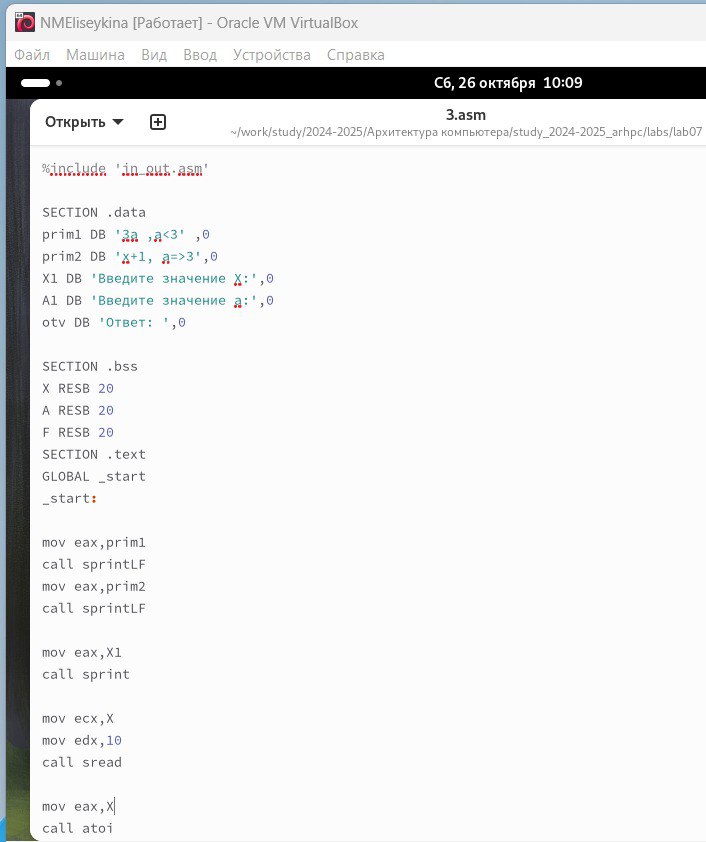 NMEliseykina [Работает] - Oracle VM VirtualBox
Файл Машина Вид Ввод Устройства Справка
Сб, 26 октября 10:09
Открыть
3.asm
~/work/study/2024-2025/Архитектура компьютера/study_2024-2025_arhpc/labs/lab07
%include 'in_out.asm'
SECTION .data
prim1 DB '3a ,a<3' ,0
prim2 DB 'x+1, a=>3',0
X1 DB 'Введите значение X:',0
A1 DB 'Введите значение a:',0
otv DB 'Ответ: ',0
SECTION .bss
X RESB 20
A RESB 20
F RESB 20
SECTION .text
GLOBAL _start
_start:
mov eax,prim1
call sprintLF
mov eax,prim2
call sprintLF
mov eax,X1
call sprint
mov ecx,X
mov edx,10
call sread
mov eax,X
call atoi